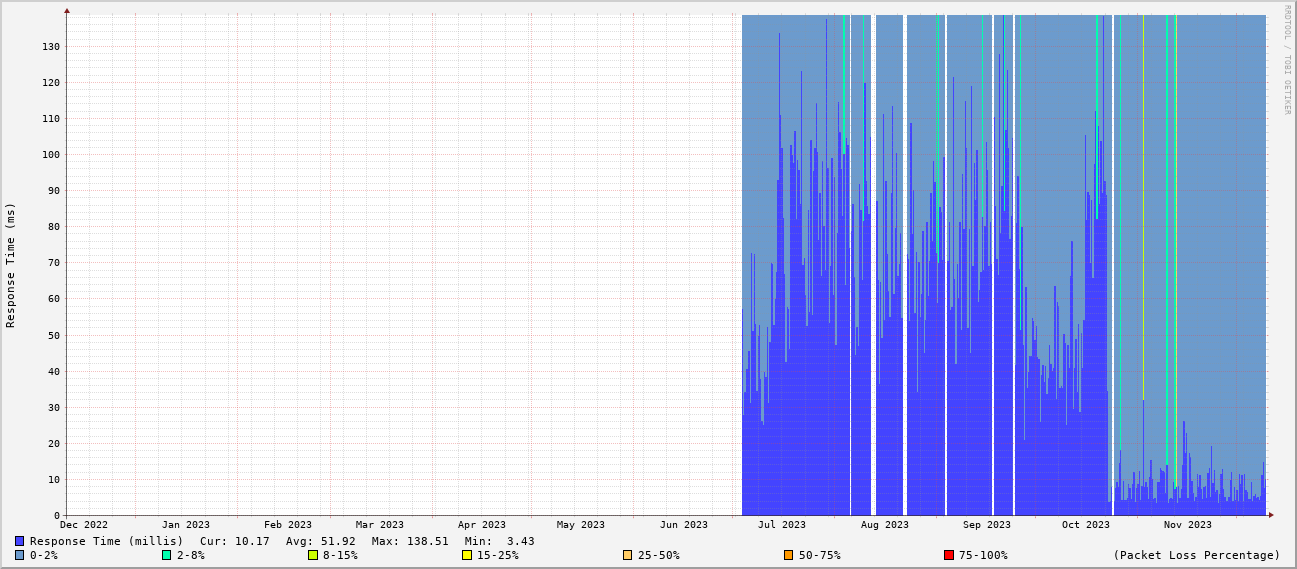 RRDTOOL / TOBI OETIKER
Response Time (ms)
130
120
110
100
90
80
70
60
50
40
30
20
10
0
Dec 2022 Jan 2023 Feb 2023 Mar 2023 Apr 2023 May 2023 Jun 2023 Jul 2023 Aug 2023 Sep 2023 Oct 2023 Nov 2023
Response Time (millis) Cur: 10.17 Avg: 51.92 Max: 138.51 Min: 3.43
0-2% 2-8% 8-15% 15-25% 25-50% 50-75% 75-100% (Packet Loss Percentage)